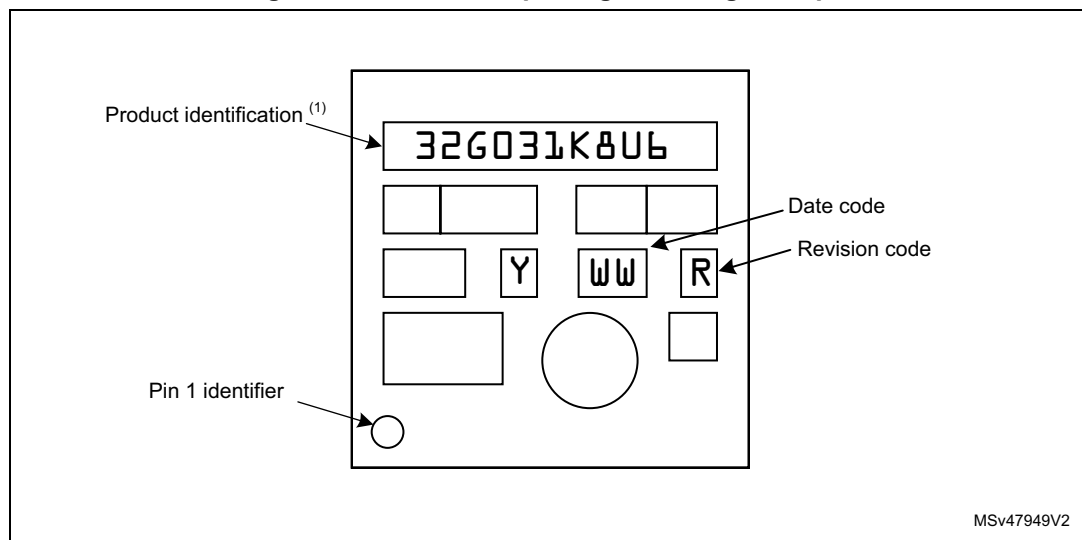 Product identification (1)
32G031K8U6
Date code
Revision code
Y WW R
Pin 1 identifier
MSv47949V2